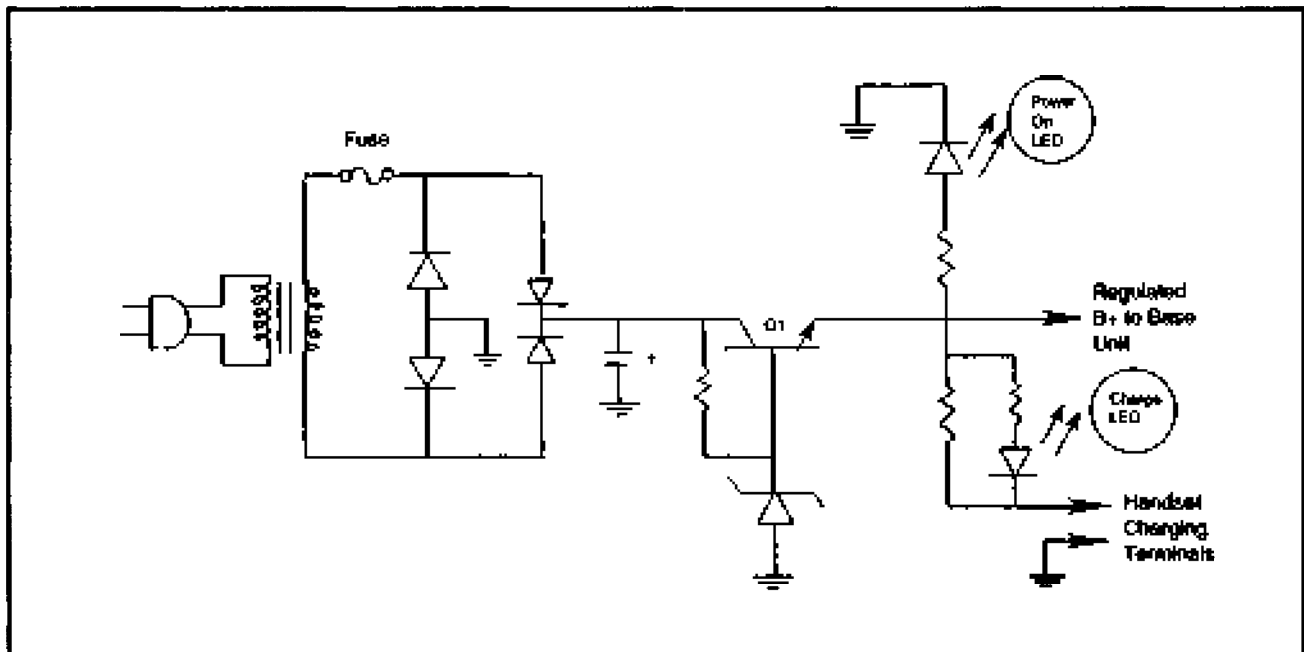 Fuse
Power
On
LED
Q1
+
Regulated
B+ to Base
Unit
Charge
LED
Handset
Charging
Terminals